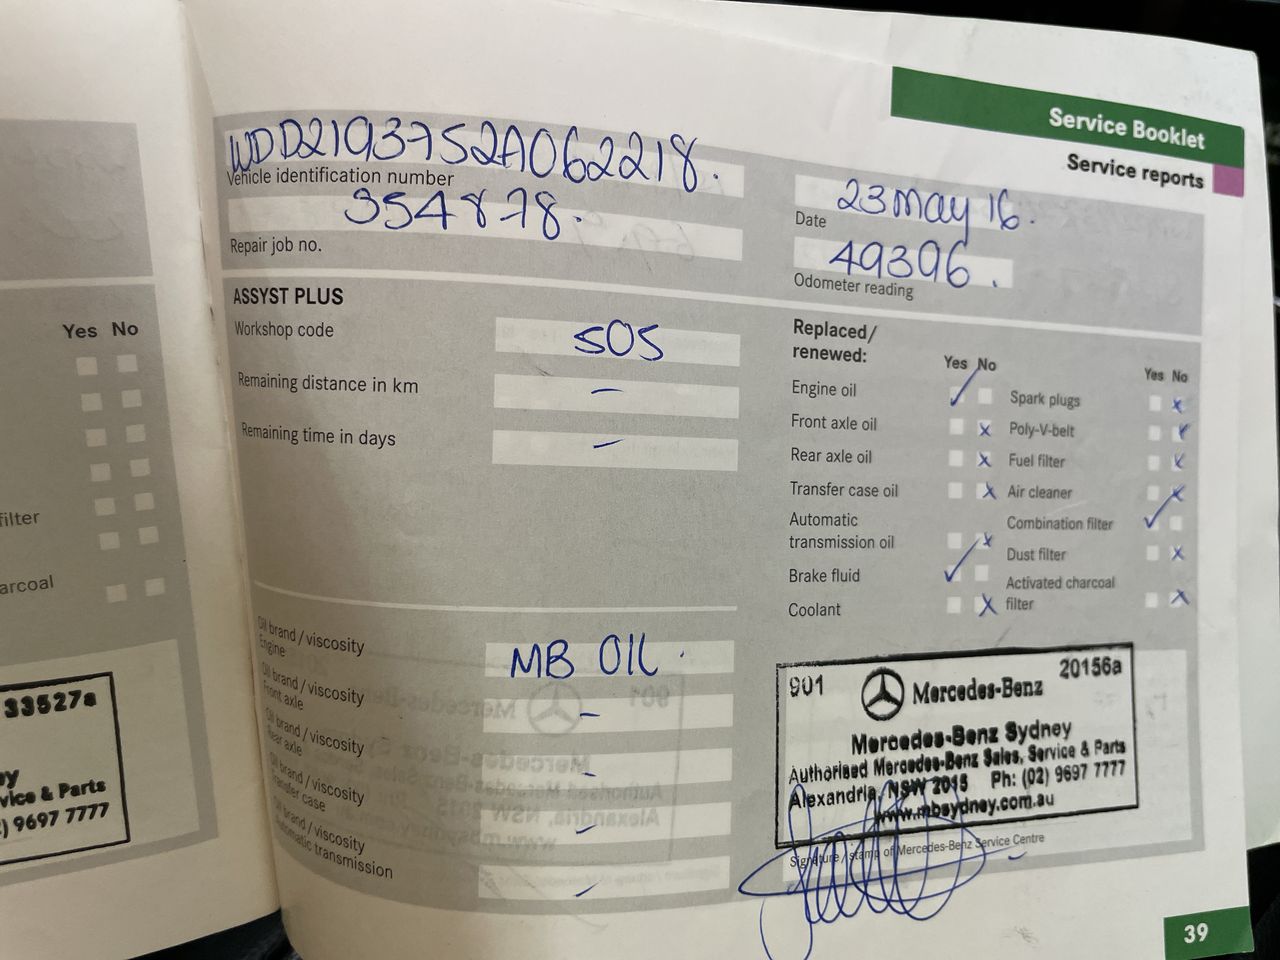 Service Booklet
Service reports
WDD2193752A062218.
Vehicle identification number
354878.
Repair job no.
23 May 16.
Date
49396.
Odometer reading
ASSYST PLUS
Workshop code
505
Remaining distance in km
–
Remaining time in days
–
Replaced/
renewed:
Yes No
Yes No
Engine oil
Spark plugs
Front axle oil
Poly-V-belt
Rear axle oil
Fuel filter
Transfer case oil
Air cleaner
Automatic
transmission oil
Combination filter
Dust filter
Brake fluid
Activated charcoal
filter
Coolant
Oil brand / viscosity
Engine
MB OIL.
Oil brand / viscosity
Front axle
–
Oil brand / viscosity
Rear axle
–
Oil brand / viscosity
Transfer case
–
Oil brand / viscosity
Automatic transmission
–
901
Mercedes-Benz
20156a
Mercedes-Benz Sydney
Authorised Mercedes-Benz Sales, Service & Parts
Alexandria, NSW 2015 Ph: (02) 9697 7777
www.mbsydney.com.au
Signature / stamp of Mercedes-Benz Service Centre
39
Yes No
filter
arcoal
33527a
vice & Parts
) 9697 7777